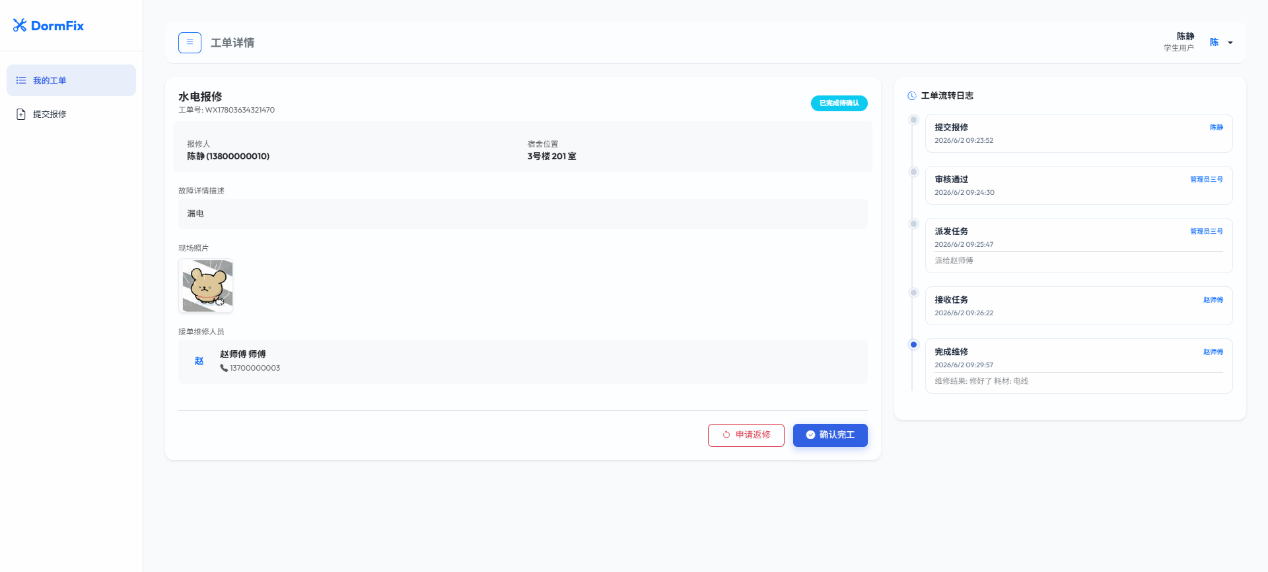 DormFix
我的工单
提交报修
工单详情
陈静
学生用户
陈
水电报修
工单号: WX17803634321470
已完成待确认
报修人
陈静 (13800000010)
宿舍位置
3号楼 201 室
故障详情描述
漏电
现场照片
接单维修人员
赵
赵师傅 师傅
13700000003
申请返修
确认完工
工单流转日志
提交报修
陈静
2026/6/2 09:23:52
审核通过
管理员三号
2026/6/2 09:24:30
派发任务
管理员三号
2026/6/2 09:25:47
派给赵师傅
接收任务
赵师傅
2026/6/2 09:26:22
完成维修
赵师傅
2026/6/2 09:29:57
维修结果: 修好了 耗材: 电线